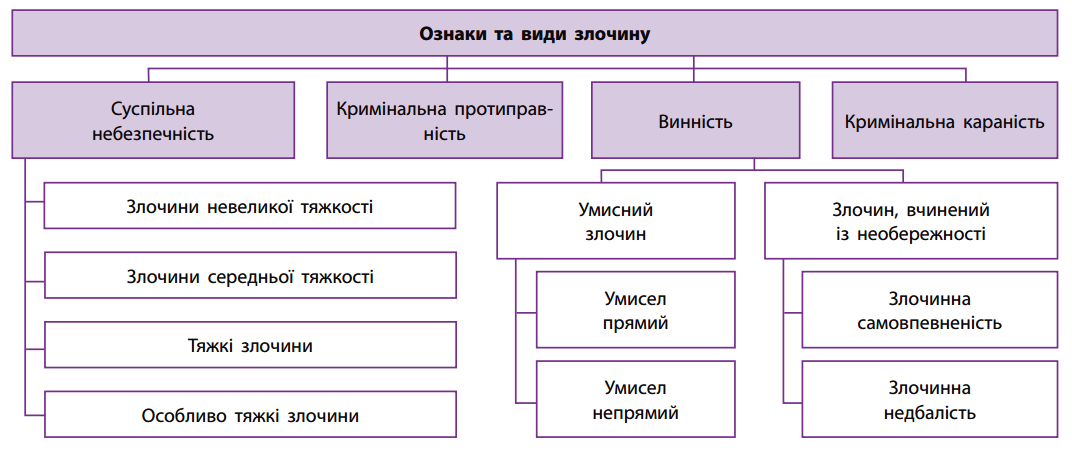 Ознаки та види злочину
Суспільна
небезпечність
Кримінальна протиправ-
ність
Винність
Кримінальна караність
Злочини невеликої тяжкості
Злочини середньої тяжкості
Тяжкі злочини
Особливо тяжкі злочини
Умисний
злочин
Умисел
прямий
Умисел
непрямий
Злочин, вчинений
із необережності
Злочинна
самовпевненість
Злочинна
недбалість